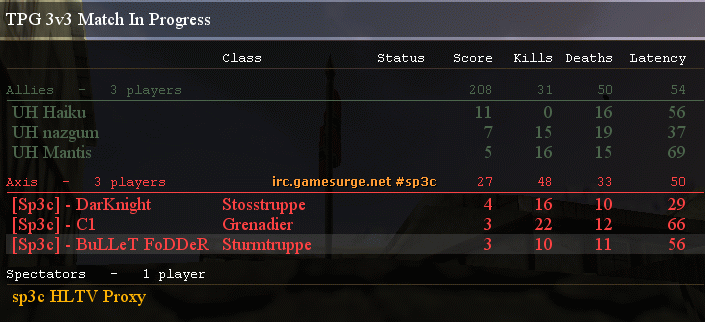 TPG 3v3 Match In Progress
Class Status Score Kills Deaths Latency
Allies - 3 players 208 31 50 54
UH Haiku 11 0 16 56
UH nazgum 7 15 19 37
UH Mantis 5 16 15 69
Axis - 3 players irc.gamesurge.net #sp3c 27 48 33 50
[Sp3c] - DarKnight Stosstruppe 4 16 10 29
[Sp3c] - C1 Grenadier 3 22 12 66
[Sp3c] - BuLLeT FoDDeR Sturmtruppe 3 10 11 56
Spectators - 1 player
sp3c HLTV Proxy